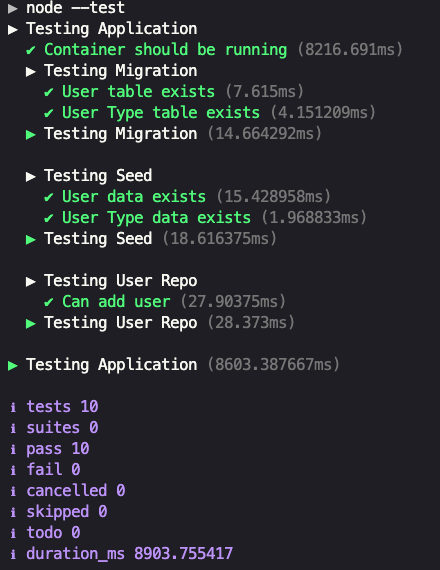 ▶ node --test
▶ Testing Application
✔ Container should be running (8216.691ms)
▶ Testing Migration
✔ User table exists (7.615ms)
✔ User Type table exists (4.151209ms)
▶ Testing Migration (14.664292ms)
▶ Testing Seed
✔ User data exists (15.428958ms)
✔ User Type data exists (1.968833ms)
▶ Testing Seed (18.616375ms)
▶ Testing User Repo
✔ Can add user (27.90375ms)
▶ Testing User Repo (28.373ms)
▶ Testing Application (8603.387667ms)
ℹ tests 10
ℹ suites 0
ℹ pass 10
ℹ fail 0
ℹ cancelled 0
ℹ skipped 0
ℹ todo 0
ℹ duration_ms 8903.755417